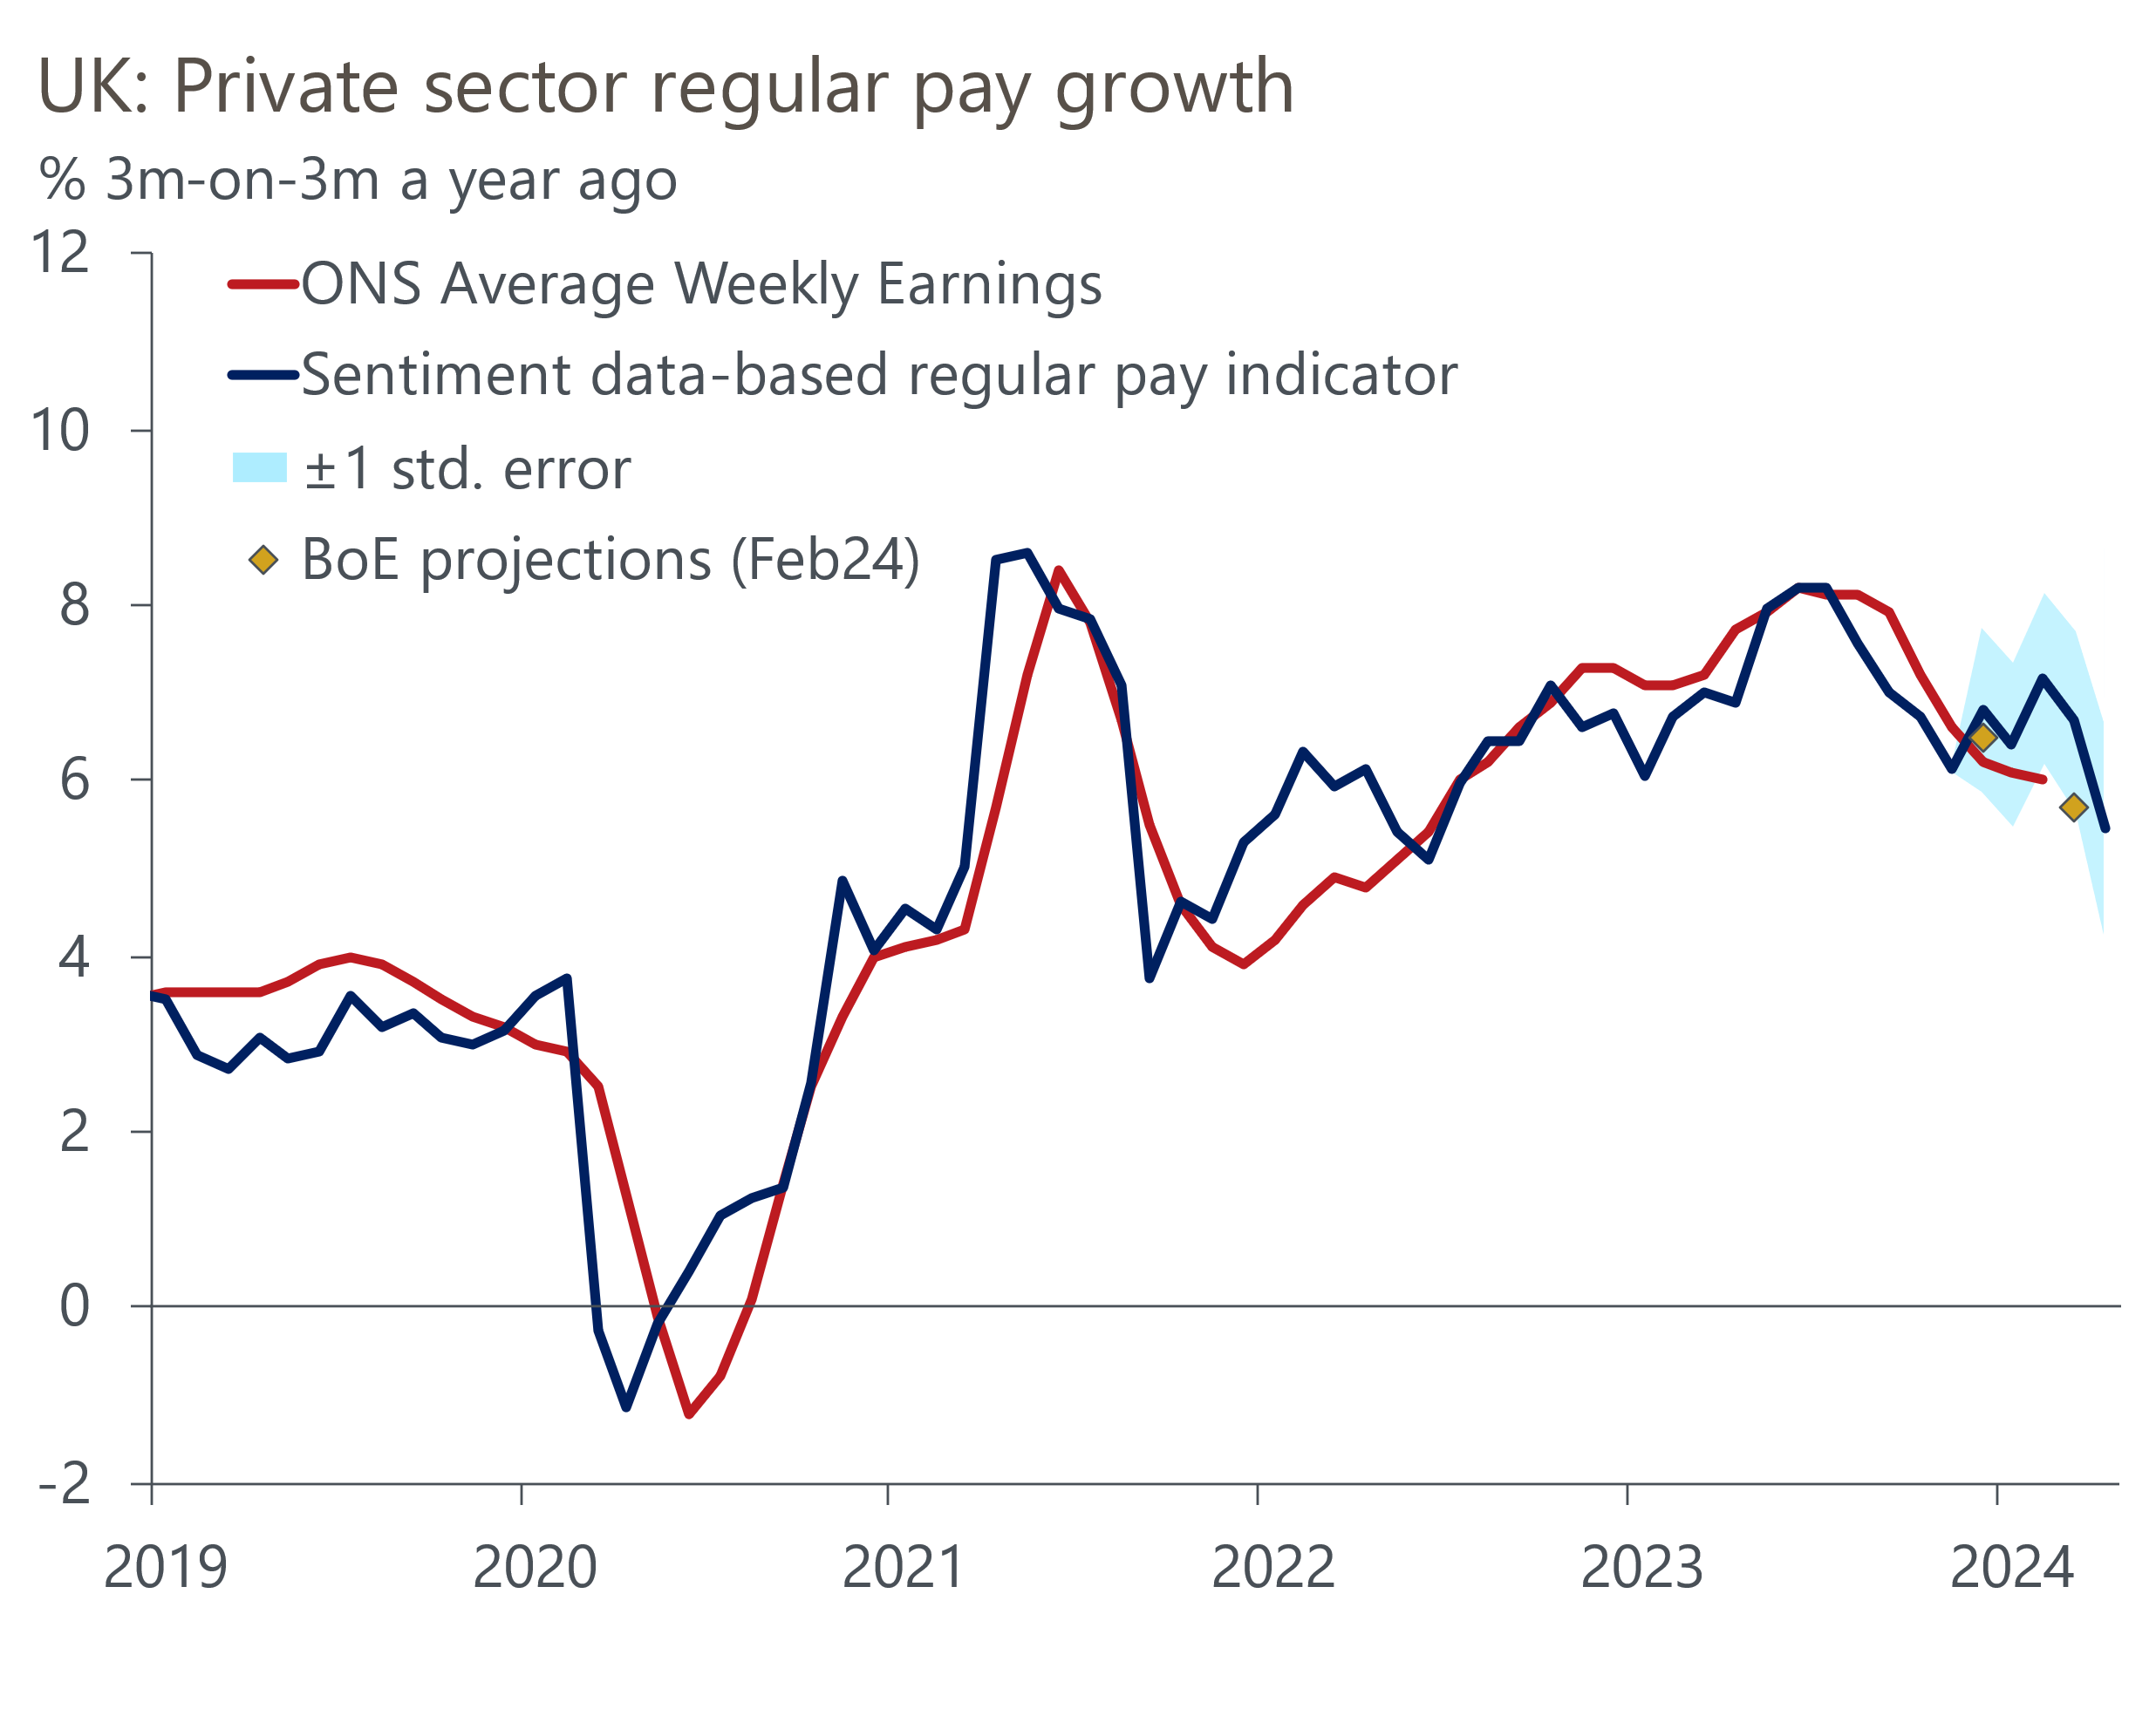 UK: Private sector regular pay growth
% 3m-on-3m a year ago
12
ONS Average Weekly Earnings
Sentiment data-based regular pay indicator
10
±1 std. error
BoE projections (Feb24)
8
6
4
2
0
-2
2019 2020 2021 2022 2023 2024